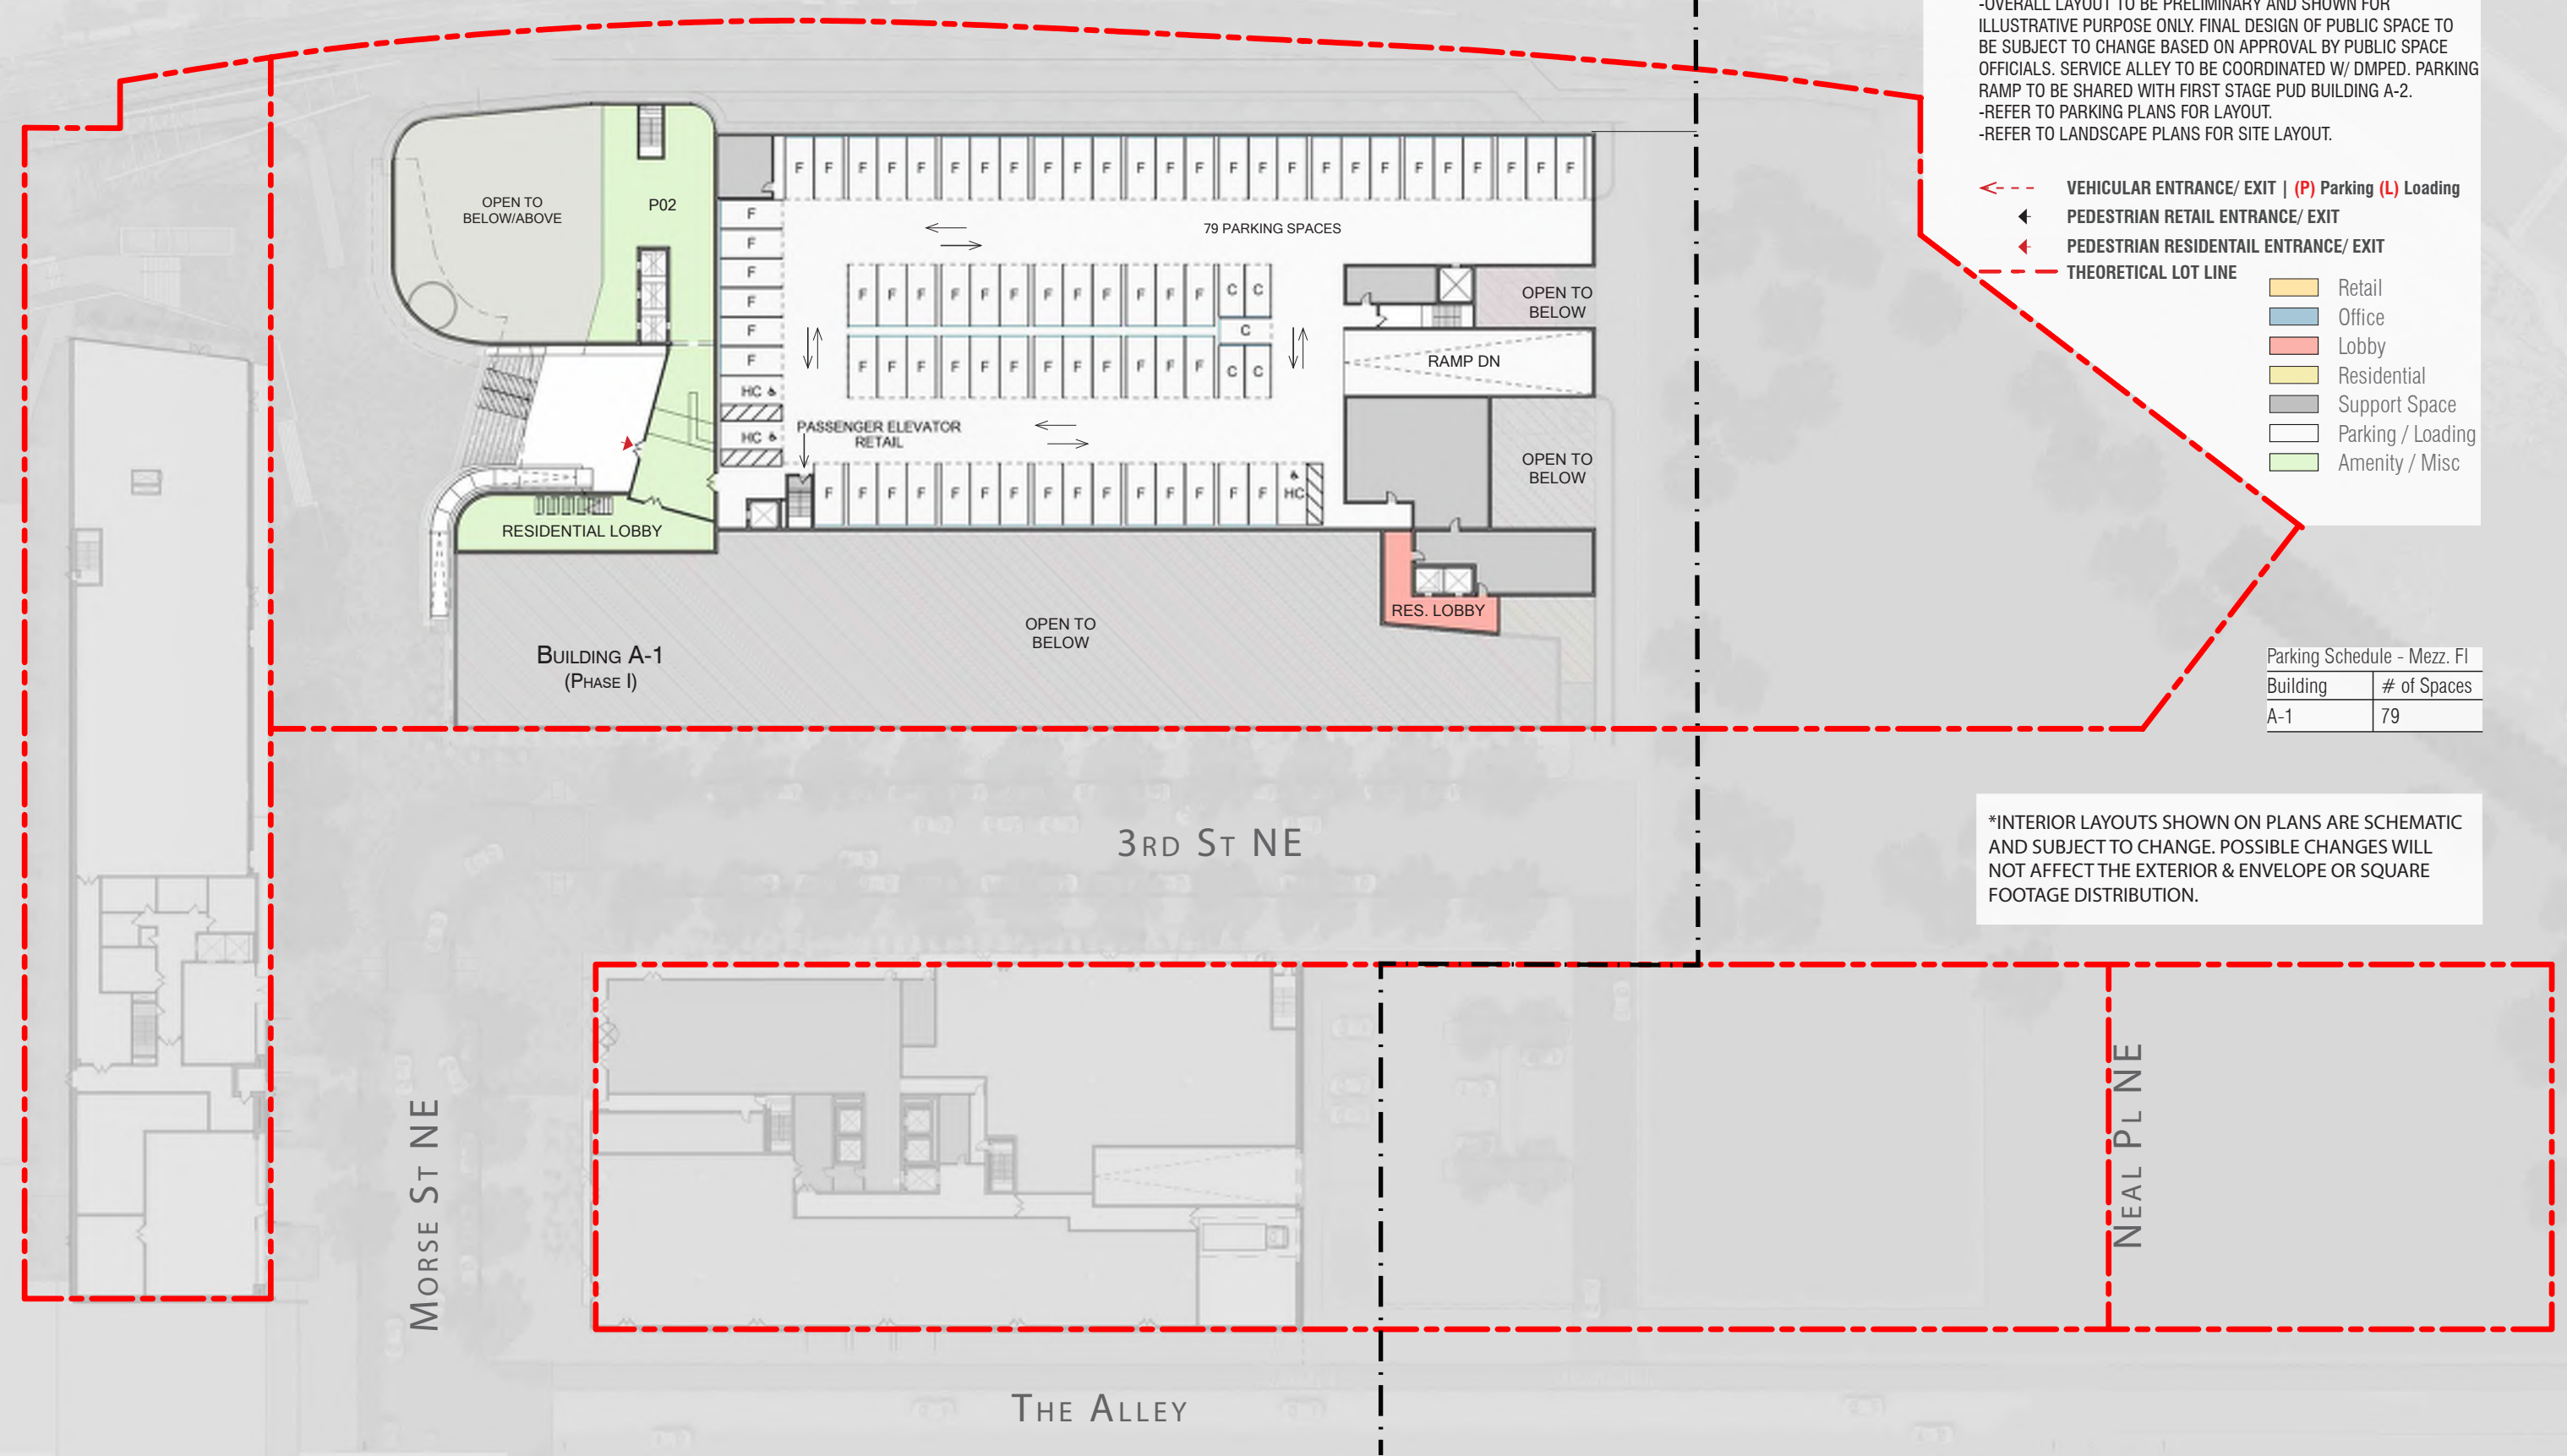 -OVERALL LAYOUT TO BE PRELIMINARY AND SHOWN FOR
ILLUSTRATIVE PURPOSE ONLY. FINAL DESIGN OF PUBLIC SPACE TO
BE SUBJECT TO CHANGE BASED ON APPROVAL BY PUBLIC SPACE
OFFICIALS. SERVICE ALLEY TO BE COORDINATED W/ DMPED. PARKING
RAMP TO BE SHARED WITH FIRST STAGE PUD BUILDING A-2.
-REFER TO PARKING PLANS FOR LAYOUT.
-REFER TO LANDSCAPE PLANS FOR SITE LAYOUT.
VEHICULAR ENTRANCE/ EXIT | (P) Parking (L) Loading
PEDESTRIAN RETAIL ENTRANCE/ EXIT
PEDESTRIAN RESIDENTAIL ENTRANCE/ EXIT
THEORETICAL LOT LINE
Retail
Office
Lobby
Residential
Support Space
Parking / Loading
Amenity / Misc
F F F F F F F F F F F F F F F F F F F F F F F F F F
OPEN TO
BELOW/ABOVE
P02
F
F
F
F
F
F
HC
HC
79 PARKING SPACES
F F F F F F F F F F F F C C
C
F F F F F F F F F F F F C C
OPEN TO
BELOW
RAMP DN
PASSENGER ELEVATOR
RETAIL
OPEN TO
BELOW
F F F F F F F F F F F F F F F HC
RESIDENTIAL LOBBY
RES. LOBBY
OPEN TO
BELOW
BUILDING A-1
(PHASE I)
Parking Schedule - Mezz. Fl
Building # of Spaces
A-1 79
3RD ST NE
*INTERIOR LAYOUTS SHOWN ON PLANS ARE SCHEMATIC
AND SUBJECT TO CHANGE. POSSIBLE CHANGES WILL
NOT AFFECT THE EXTERIOR & ENVELOPE OR SQUARE
FOOTAGE DISTRIBUTION.
MORSE ST NE
NEAL PL NE
THE ALLEY